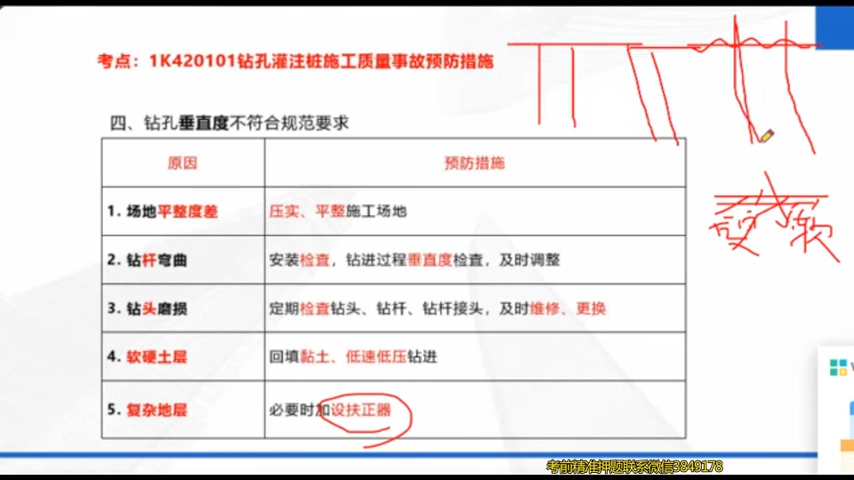 考点：1K420101钻孔灌注桩施工质量事故预防措施
四、钻孔垂直度不符合规范要求
原因 预防措施
1. 场地平整度差 压实、平整施工场地
2. 钻杆弯曲 安装检查，钻进过程垂直度检查，及时调整
3. 钻头磨损 定期检查钻头、钻杆、钻杆接头，及时维修、更换
4. 软硬土层 回填黏土、低速低压钻进
5. 复杂地层 必要时加设扶正器
硬 软
考前精准押题联系微信3849178